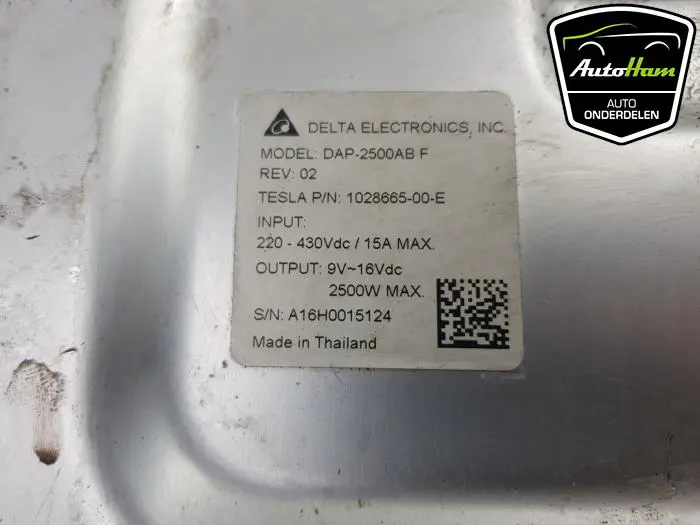 AutoHam
AUTO
ONDERDELEN
DELTA ELECTRONICS, INC.
MODEL: DAP-2500AB F
REV: 02
TESLA P/N: 1028665-00-E
INPUT:
220 - 430Vdc / 15A MAX.
OUTPUT: 9V~16Vdc
2500W MAX.
S/N: A16H0015124
Made in Thailand